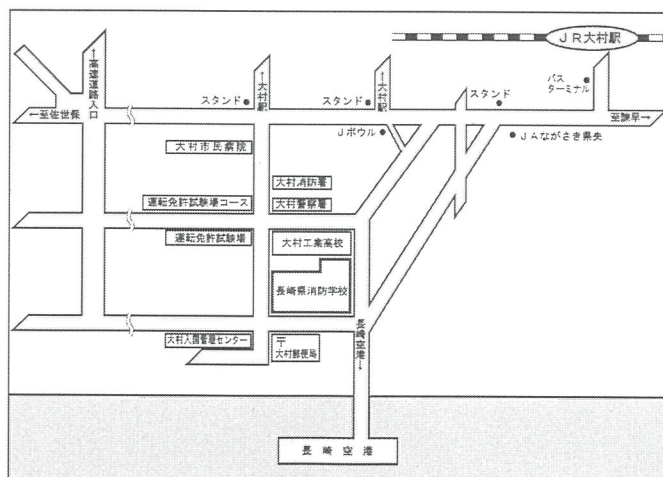 JR大村駅
バス
ターミナル
←高速道路入口
←大村駅
←大村駅
スタンド
スタンド
スタンド
←至佐世保
至諫早→
Jボウル
JAながさき県央
大村市民病院
大村消防署
運転免許試験場コース
大村警察署
運転免許試験場
大村工業高校
長崎県消防学校
大村入国管理センター
〒
大村郵便局
長崎空港→
長崎空港